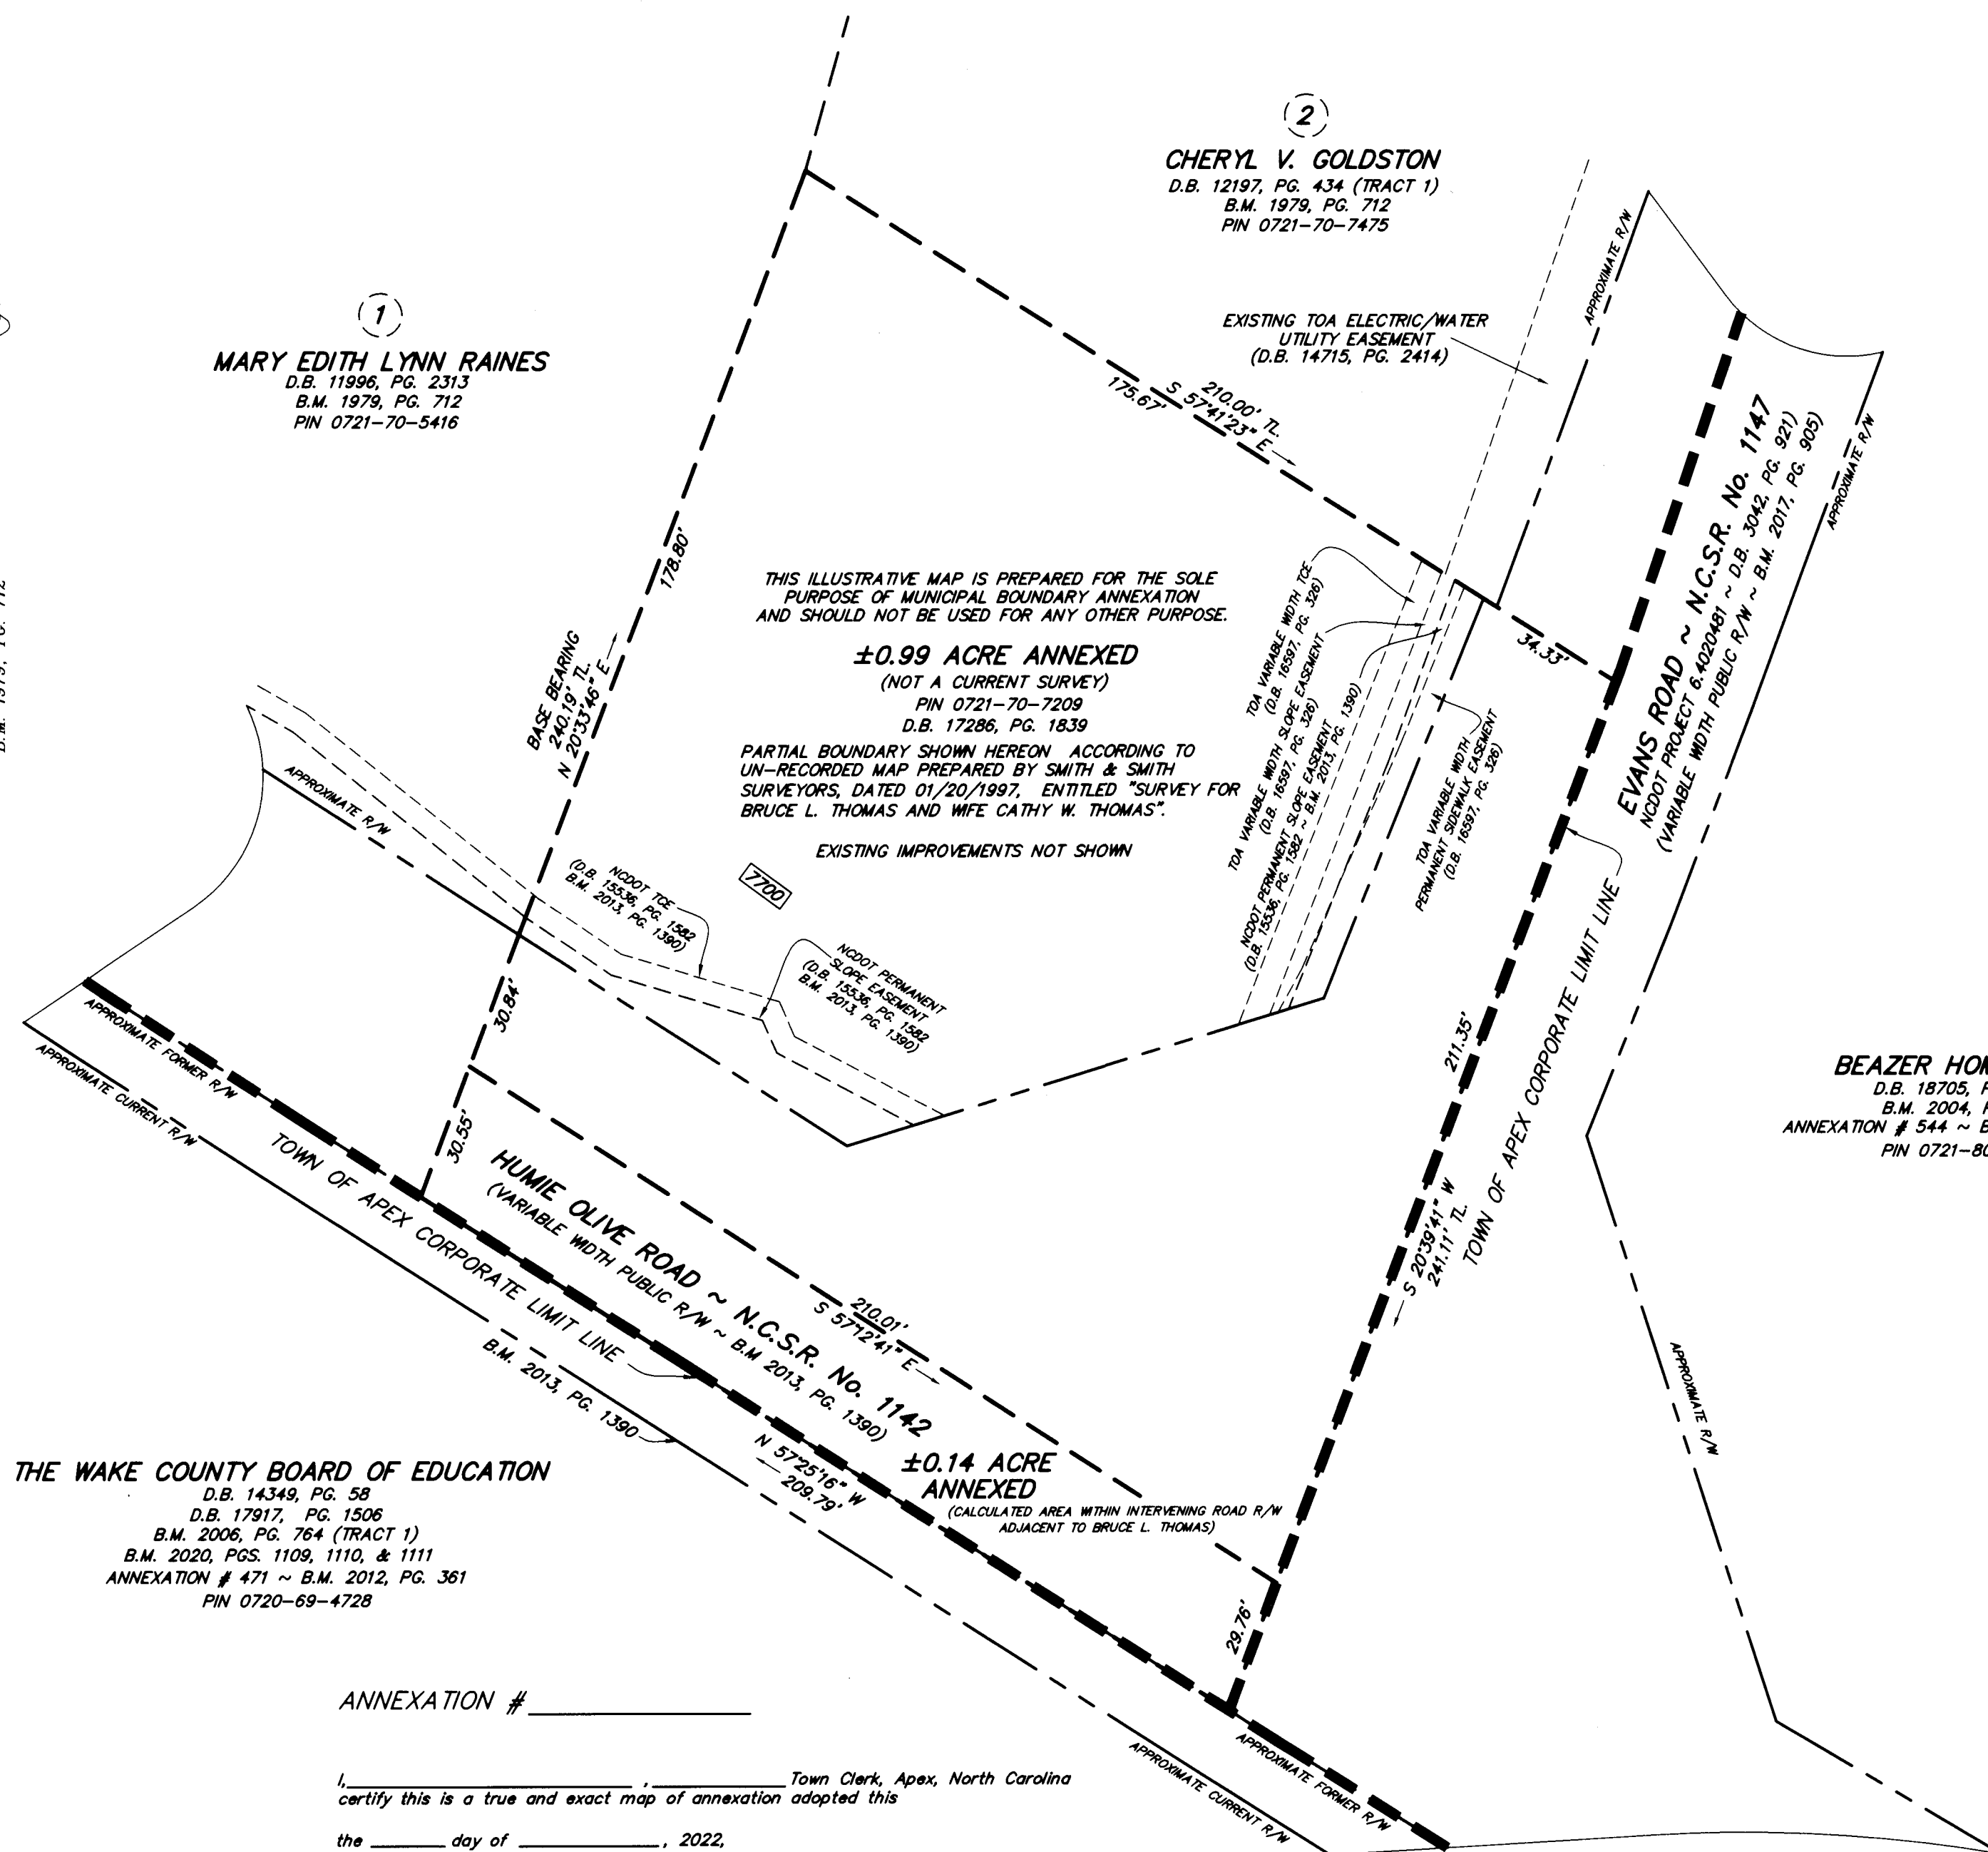 2
CHERYL V. GOLDSTON
D.B. 12197, PG. 434 (TRACT 1)
B.M. 1979, PG. 712
PIN 0721-70-7475
1
MARY EDITH LYNN RAINES
D.B. 11996, PG. 2313
B.M. 1979, PG. 712
PIN 0721-70-5416
B.M. 1979, PG. 712
EXISTING TOA ELECTRIC/WATER
UTILITY EASEMENT
(D.B. 14715, PG. 2414)
APPROXIMATE R/W
210.00' TL.
S 57°41'23" E
175.67'
34.33'
EVANS ROAD ~ N.C.S.R. No. 1147
NCDOT PROJECT 6.4020481 ~ D.B. 3042, PG. 921)
(VARIABLE WIDTH PUBLIC R/W ~ B.M. 2017, PG. 905)
APPROXIMATE R/W
178.80'
BASE BEARING
240.19' TL.
N 20°33'46" E
THIS ILLUSTRATIVE MAP IS PREPARED FOR THE SOLE
PURPOSE OF MUNICIPAL BOUNDARY ANNEXATION
AND SHOULD NOT BE USED FOR ANY OTHER PURPOSE.
±0.99 ACRE ANNEXED
(NOT A CURRENT SURVEY)
PIN 0721-70-7209
D.B. 17286, PG. 1839
PARTIAL BOUNDARY SHOWN HEREON ACCORDING TO
UN-RECORDED MAP PREPARED BY SMITH & SMITH
SURVEYORS, DATED 01/20/1997, ENTITLED "SURVEY FOR
BRUCE L. THOMAS AND WIFE CATHY W. THOMAS".
EXISTING IMPROVEMENTS NOT SHOWN
7700
TOA VARIABLE WIDTH TCE
(D.B. 16597, PG. 326)
TOA VARIABLE WIDTH SLOPE EASEMENT
(D.B. 16597, PG. 326)
NCDOT PERMANENT SLOPE EASEMENT
(D.B. 15536, PG. 1582 ~ B.M. 2013, PG. 1390)
TOA VARIABLE WIDTH
PERMANENT SIDEWALK EASEMENT
(D.B. 16597, PG. 326)
APPROXIMATE R/W
NCDOT TCE
(D.B. 15536, PG. 1582
B.M. 2013, PG. 1390)
NCDOT PERMANENT
SLOPE EASEMENT
(D.B. 15536, PG. 1582
B.M. 2013, PG. 1390)
30.84'
30.55'
APPROXIMATE FORMER R/W
APPROXIMATE CURRENT R/W
TOWN OF APEX CORPORATE LIMIT LINE
B.M. 2013, PG. 1390
HUMIE OLIVE ROAD ~ N.C.S.R. No. 1142
(VARIABLE WIDTH PUBLIC R/W ~ B.M 2013, PG. 1390)
210.01'
S 57°12'41" E
N 57°25'16" W
209.79'
±0.14 ACRE
ANNEXED
(CALCULATED AREA WITHIN INTERVENING ROAD R/W
ADJACENT TO BRUCE L. THOMAS)
211.35'
S 20°39'41" W
241.11' TL.
TOWN OF APEX CORPORATE LIMIT LINE
29.76'
APPROXIMATE R/W
BEAZER HOM
D.B. 18705, P
B.M. 2004, P
ANNEXATION # 544 ~ B
PIN 0721-80
THE WAKE COUNTY BOARD OF EDUCATION
D.B. 14349, PG. 58
D.B. 17917, PG. 1506
B.M. 2006, PG. 764 (TRACT 1)
B.M. 2020, PGS. 1109, 1110, & 1111
ANNEXATION # 471 ~ B.M. 2012, PG. 361
PIN 0720-69-4728
APPROXIMATE FORMER R/W
APPROXIMATE CURRENT R/W
ANNEXATION #
I, , Town Clerk, Apex, North Carolina
certify this is a true and exact map of annexation adopted this
the day of , 2022,